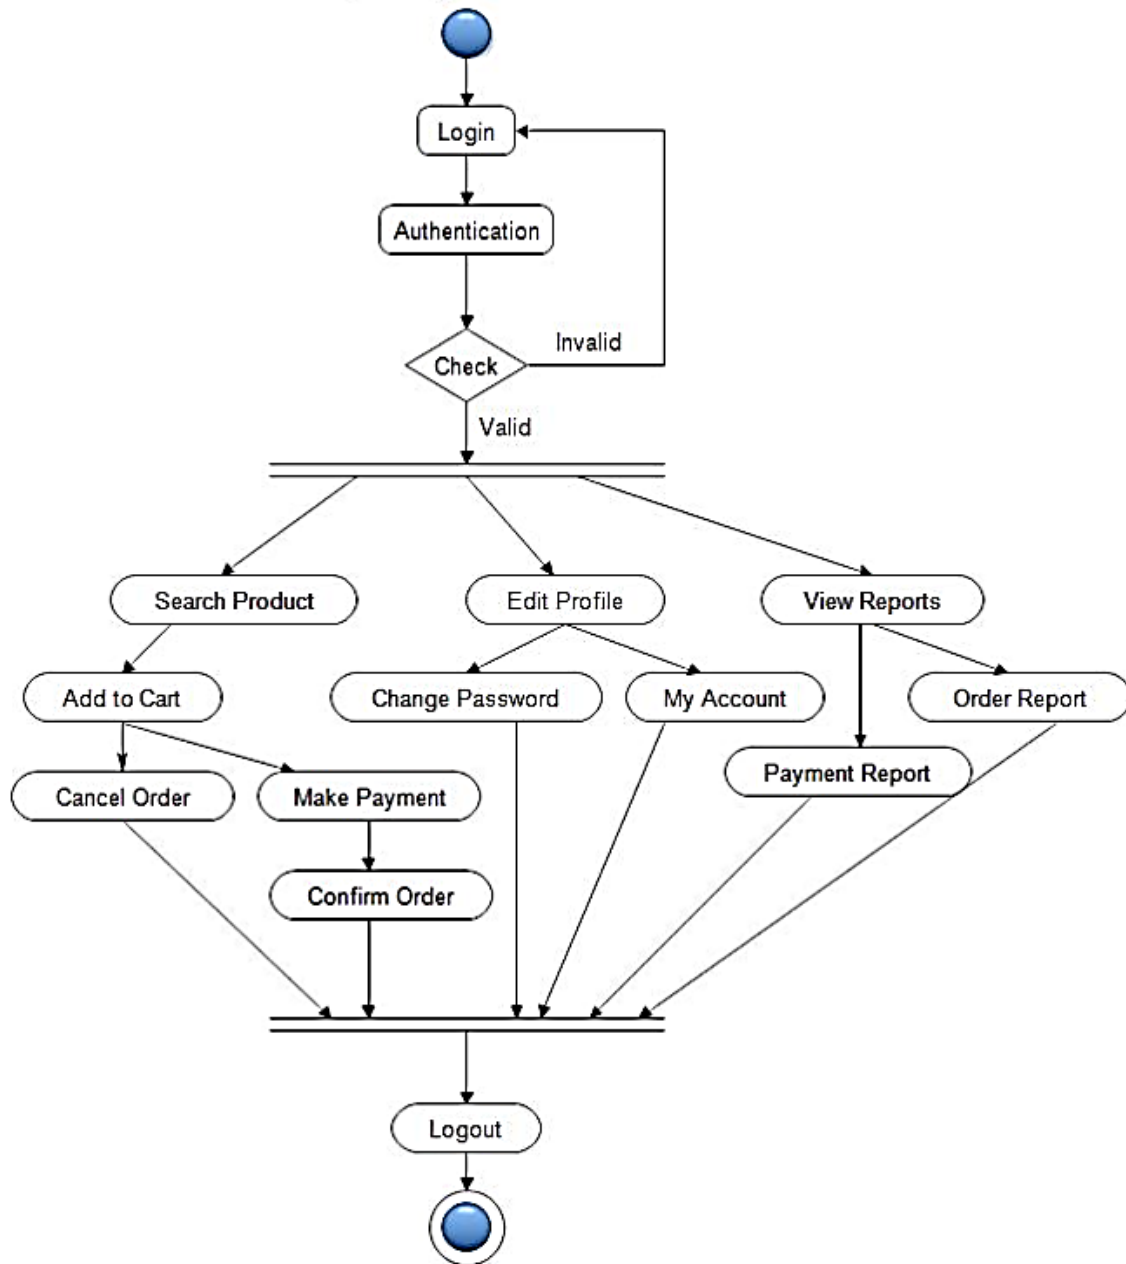 Login
Authentication
Check
Invalid
Valid
Search Product
Edit Profile
View Reports
Add to Cart
Change Password
My Account
Order Report
Payment Report
Cancel Order
Make Payment
Confirm Order
Logout